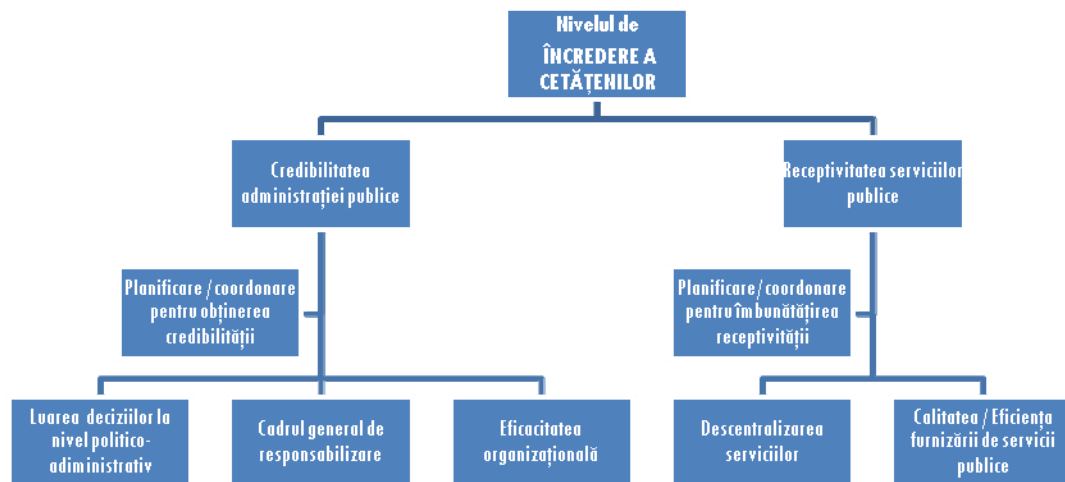 Nivelul de
ÎNCREDERE A
CETĂȚENILOR
Credibilitatea
administrației publice
Receptivitatea serviciilor
publice
Planificare / coordonare
pentru obținerea
credibilității
Planificare / coordonare
pentru îmbunătățirea
receptivității
Luarea deciziilor la
nivel politico-
adiministrativ
Cadrul general de
responsabilizare
Eficacitatea
organizațională
Descentralizarea
serviciilor
Calitatea / Eficiența
furnizării de servicii
publice